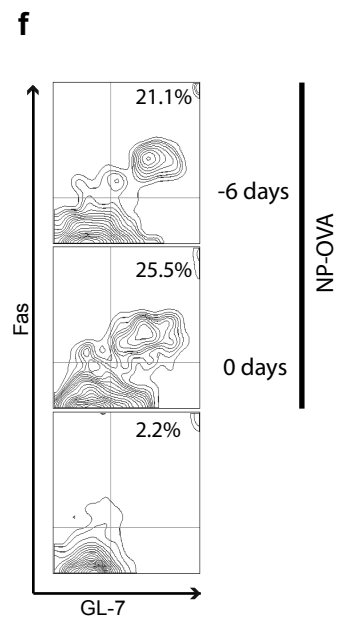 f
21.1%
-6 days
25.5%
0 days
2.2%
NP-OVA
Fas
GL-7